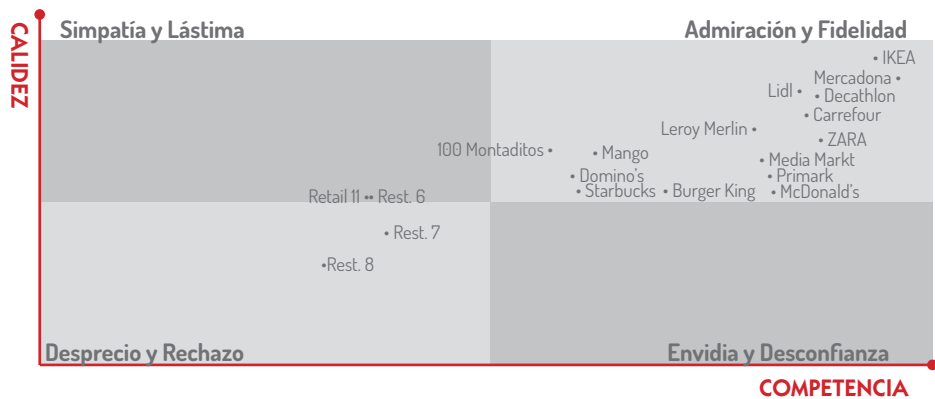 CALIDEZ
Simpatía y Lástima
Admiración y Fidelidad
• IKEA
Mercadona •
Lidl •
• Decathlon
• Carrefour
Leroy Merlin •
• ZARA
100 Montaditos •
• Mango
• Media Markt
• Domino's
• Primark
• Starbucks
• Burger King
• McDonald's
Retail 11 •
• Rest. 6
• Rest. 7
•Rest. 8
Desprecio y Rechazo
Envidia y Desconfianza
COMPETENCIA